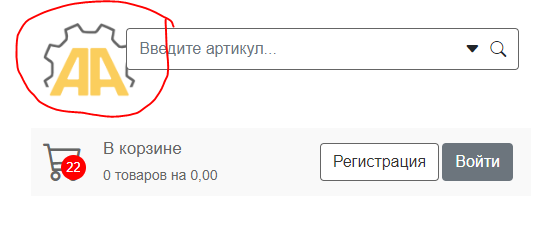 AA
Введите артикул...
В корзине
22
0 товаров на 0,00
Регистрация
Войти